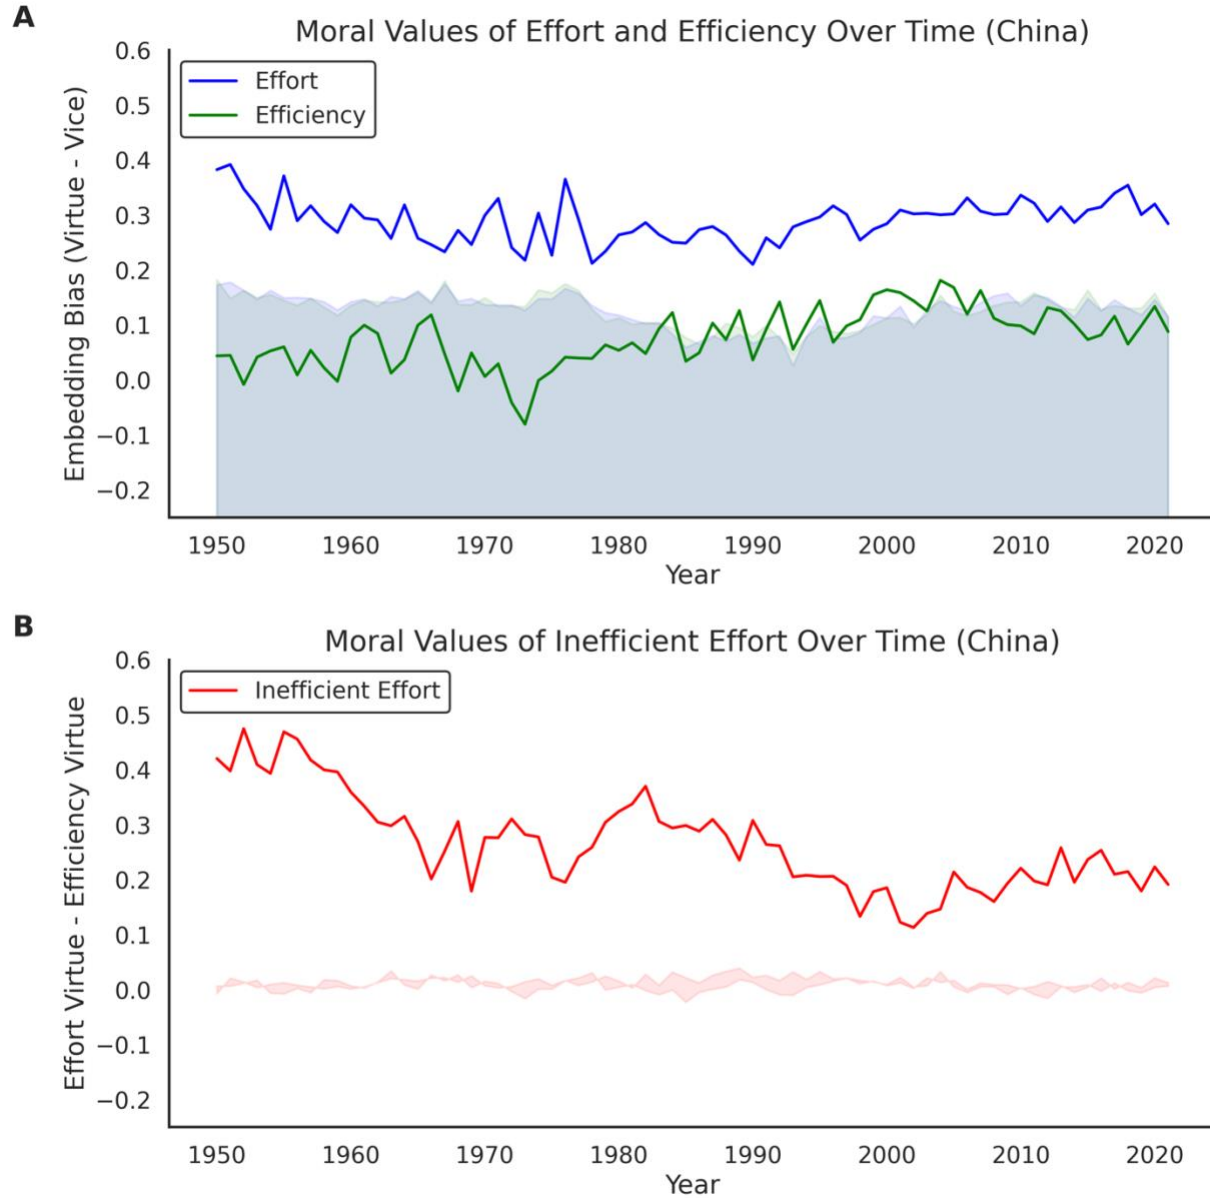 A
Moral Values of Effort and Efficiency Over Time (China)
Effort
Efficiency
Embedding Bias (Virtue - Vice)
0.6
0.5
0.4
0.3
0.2
0.1
0.0
−0.1
−0.2
1950 1960 1970 1980 1990 2000 2010 2020
Year
B
Moral Values of Inefficient Effort Over Time (China)
Inefficient Effort
Effort Virtue - Efficiency Virtue
0.6
0.5
0.4
0.3
0.2
0.1
0.0
−0.1
−0.2
1950 1960 1970 1980 1990 2000 2010 2020
Year